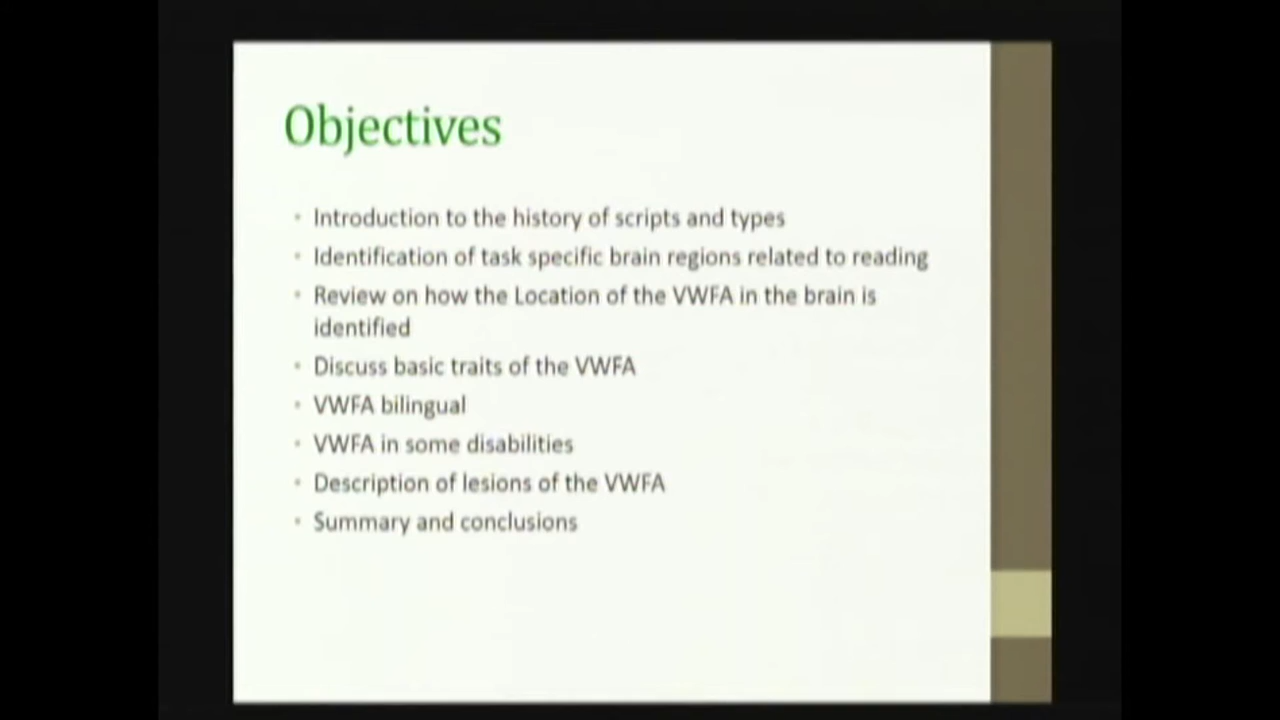 Objectives
• Introduction to the history of scripts and types
• Identification of task specific brain regions related to reading
• Review on how the Location of the VWFA in the brain is
identified
• Discuss basic traits of the VWFA
• VWFA bilingual
• VWFA in some disabilities
• Description of lesions of the VWFA
• Summary and conclusions